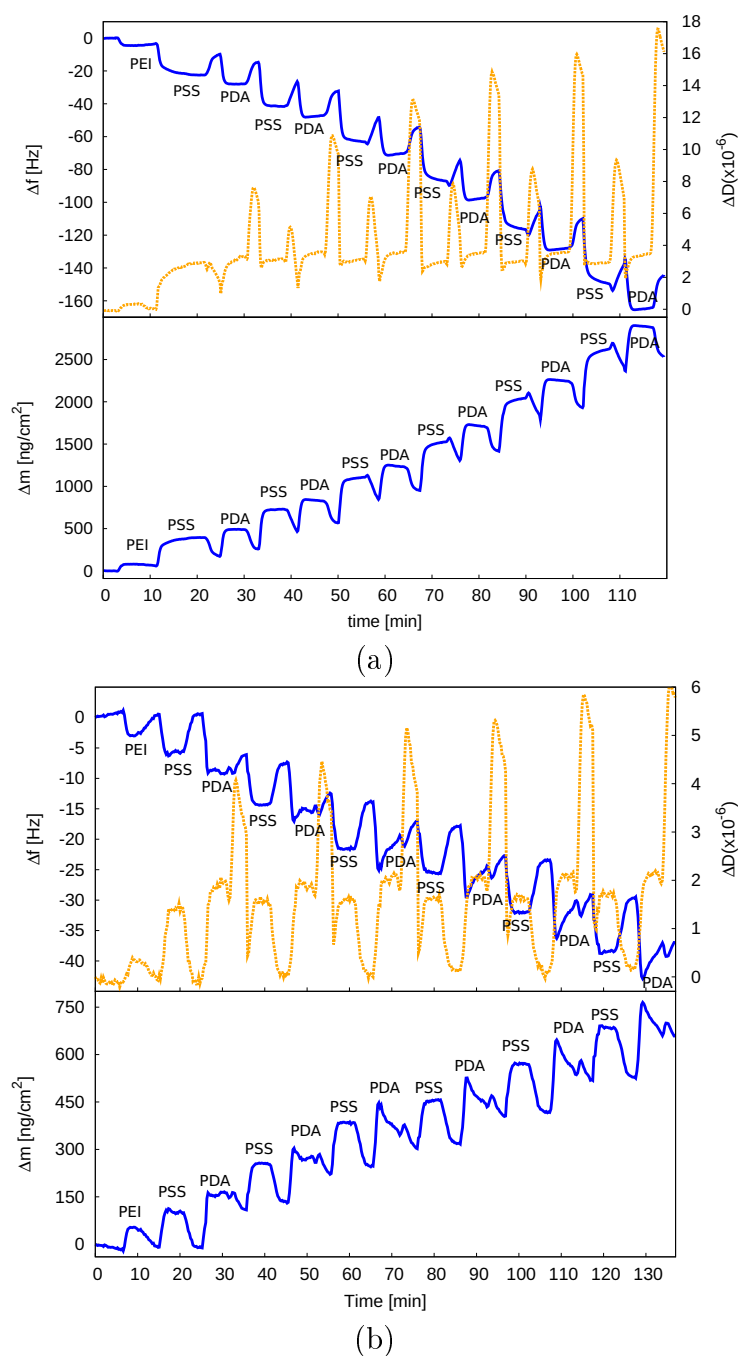 0
-20
-40
-60
-80
-100
-120
-140
-160
Δf [Hz]
PEI
PSS
PDA
PSS
PDA
PSS
PDA
PSS
PDA
PSS
PDA
PSS
PDA
18
16
14
12
10
8
6
4
2
0
ΔD(x10⁻⁶)
2500
2000
1500
1000
500
0
Δm [ng/cm²]
PEI
PSS
PDA
PSS
PDA
PSS
PDA
PSS
PDA
PSS
PDA
PSS
PDA
0 10 20 30 40 50 60 70 80 90 100 110
time [min]
(a)
0
-5
-10
-15
-20
-25
-30
-35
-40
Δf [Hz]
PEI
PSS
PDA
PSS
PDA
PSS
PDA
PSS
PDA
PSS
PDA
PSS
PDA
6
5
4
3
2
1
0
ΔD(x10⁻⁶)
750
600
450
300
150
0
Δm [ng/cm²]
PEI
PSS
PDA
PSS
PDA
PSS
PDA
PSS
PDA
PSS
PDA
PSS
0 10 20 30 40 50 60 70 80 90 100 110 120 130
Time [min]
(b)